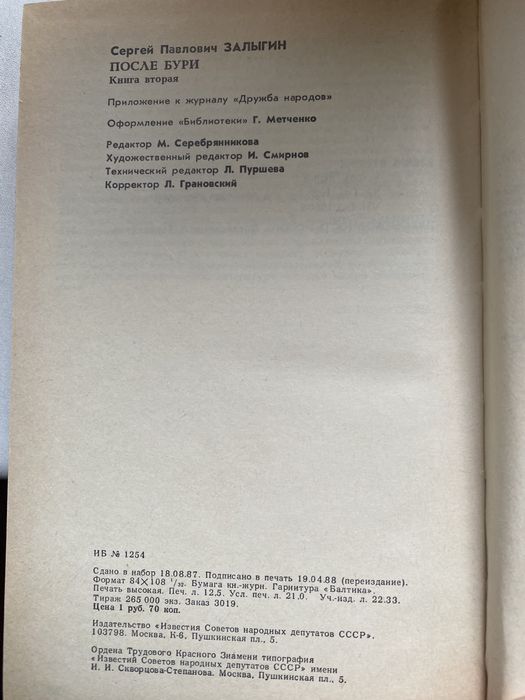 Сергей Павлович ЗАЛЫГИН
ПОСЛЕ БУРИ
Книга вторая
Приложение к журналу «Дружба народов»
Оформление «Библиотеки» Г. Метченко
Редактор М. Серебрянникова
Художественный редактор И. Смирнов
Технический редактор Л. Пуршева
Корректор Л. Грановский
ИБ № 1254
Сдано в набор 18.08.87. Подписано в печать 19.04.88 (переиздание).
Формат 84×108 1/32. Бумага кн.-журн. Гарнитура «Балтика».
Печать высокая. Печ. л. 12.5. Усл. печ. л. 21.0. Уч.-изд. л. 22.33.
Тираж 265 000 экз. Заказ 3019.
Цена 1 руб. 70 коп.
Издательство «Известия Советов народных депутатов СССР».
103798. Москва, К-6, Пушкинская пл., 5.
Ордена Трудового Красного Знамени типография
«Известий Советов народных депутатов СССР» имени
И. И. Скворцова-Степанова. Москва, Пушкинская пл., 5.